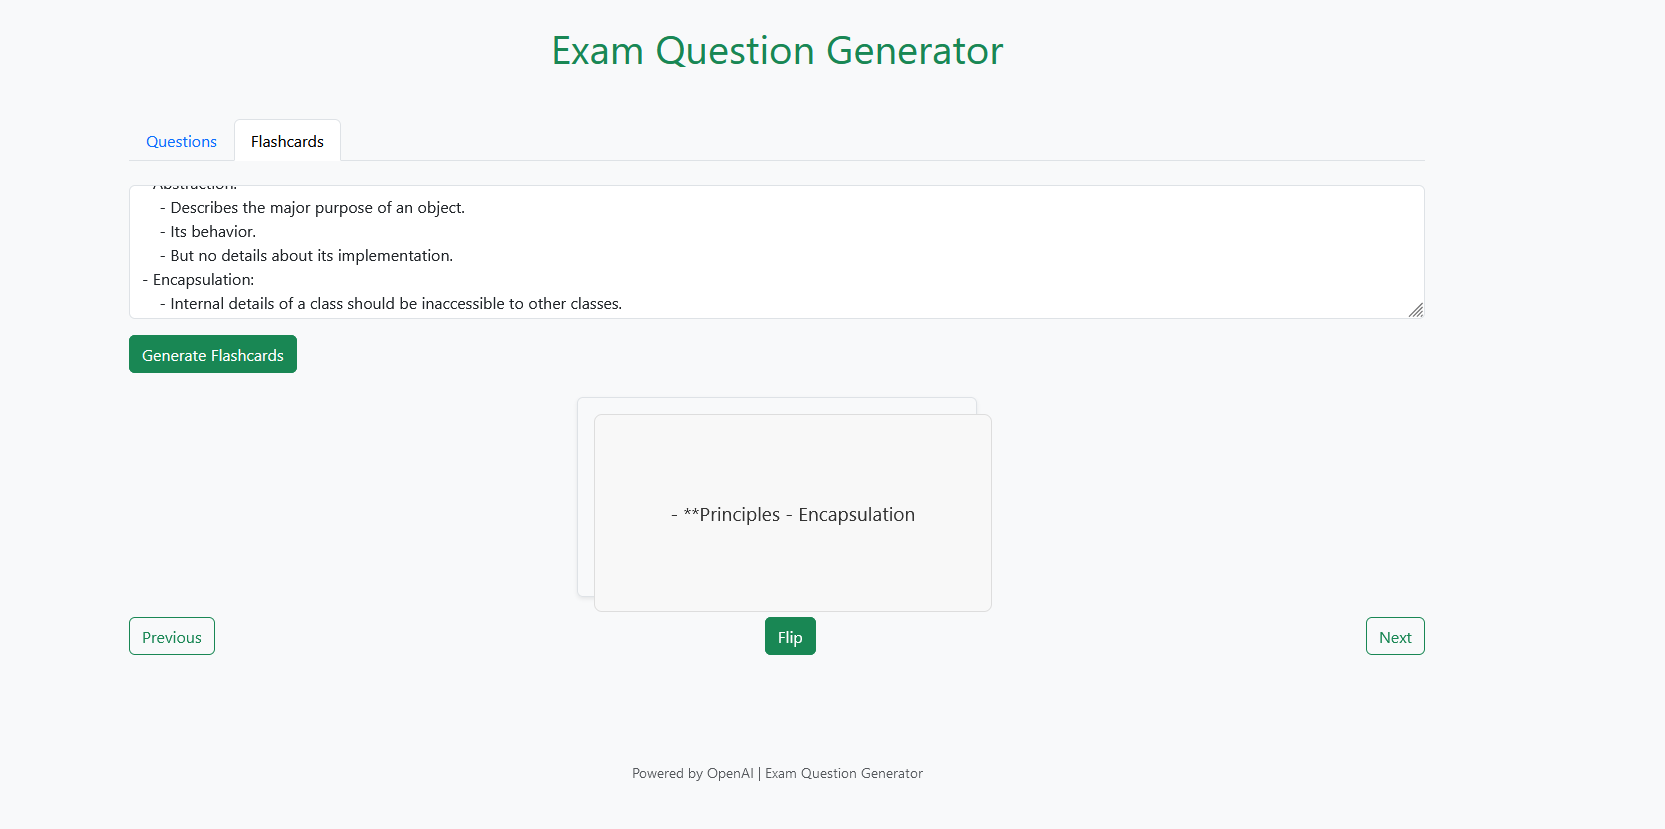 Exam Question Generator
Questions
Flashcards
- Abstraction:
- Describes the major purpose of an object.
- Its behavior.
- But no details about its implementation.
- Encapsulation:
- Internal details of a class should be inaccessible to other classes.
Generate Flashcards
- **Principles - Encapsulation
Previous
Flip
Next
Powered by OpenAI | Exam Question Generator